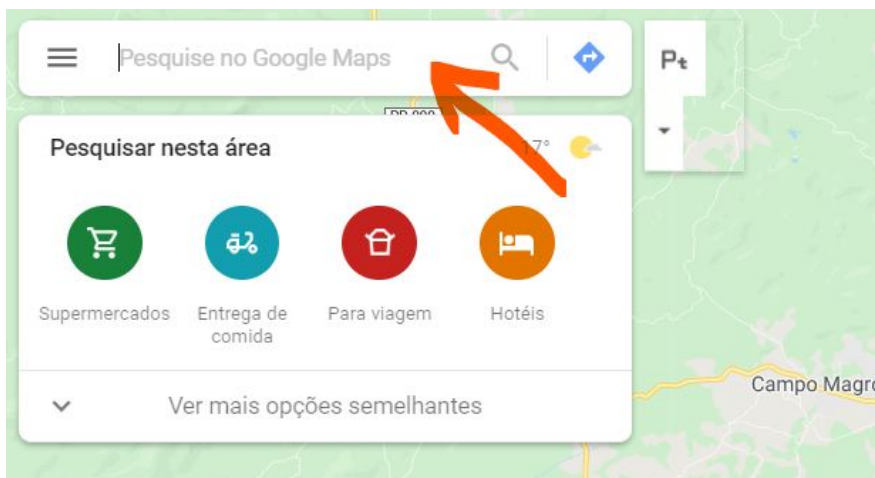 Pesquise no Google Maps
Pt
Pesquisar nesta área
17°
Supermercados
Entrega de
comida
Para viagem
Hotéis
Ver mais opções semelhantes
Campo Magro